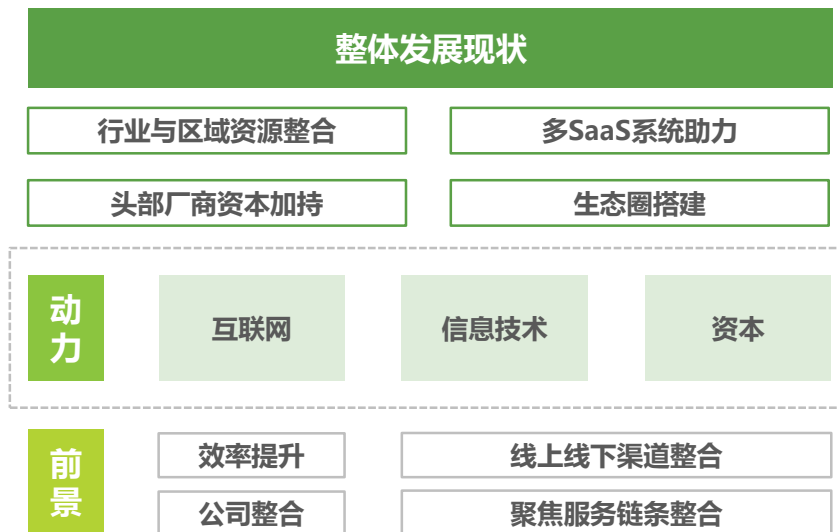 整体发展现状
行业与区域资源整合
多SaaS系统助力
头部厂商资本加持
生态圈搭建
动力
互联网
信息技术
资本
前景
效率提升
线上线下渠道整合
公司整合
聚焦服务链条整合